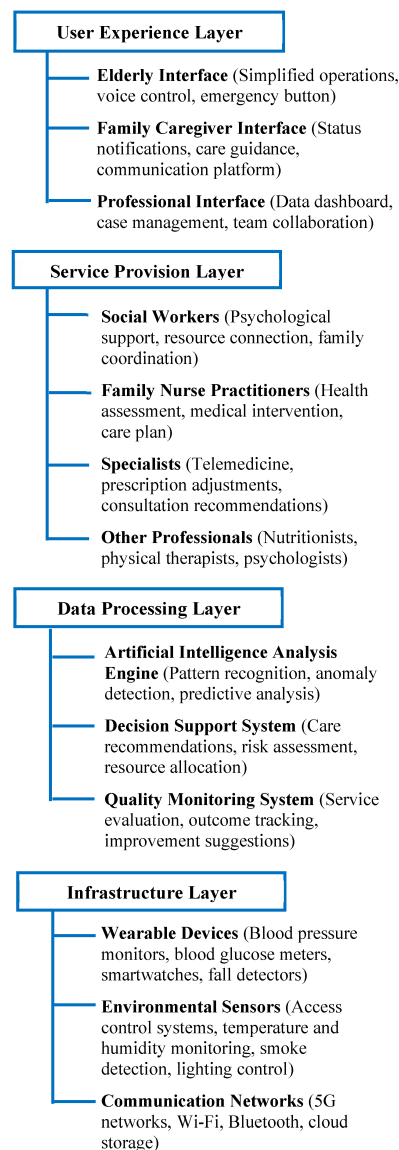 User Experience Layer
Elderly Interface (Simplified operations,
voice control, emergency button)
Family Caregiver Interface (Status
notifications, care guidance,
communication platform)
Professional Interface (Data dashboard,
case management, team collaboration)
Service Provision Layer
Social Workers (Psychological
support, resource connection, family
coordination)
Family Nurse Practitioners (Health
assessment, medical intervention,
care plan)
Specialists (Telemedicine,
prescription adjustments,
consultation recommendations)
Other Professionals (Nutritionists,
physical therapists, psychologists)
Data Processing Layer
Artificial Intelligence Analysis
Engine (Pattern recognition, anomaly
detection, predictive analysis)
Decision Support System (Care
recommendations, risk assessment,
resource allocation)
Quality Monitoring System (Service
evaluation, outcome tracking,
improvement suggestions)
Infrastructure Layer
Wearable Devices (Blood pressure
monitors, blood glucose meters,
smartwatches, fall detectors)
Environmental Sensors (Access
control systems, temperature and
humidity monitoring, smoke
detection, lighting control)
Communication Networks (5G
networks, Wi-Fi, Bluetooth, cloud
storage)